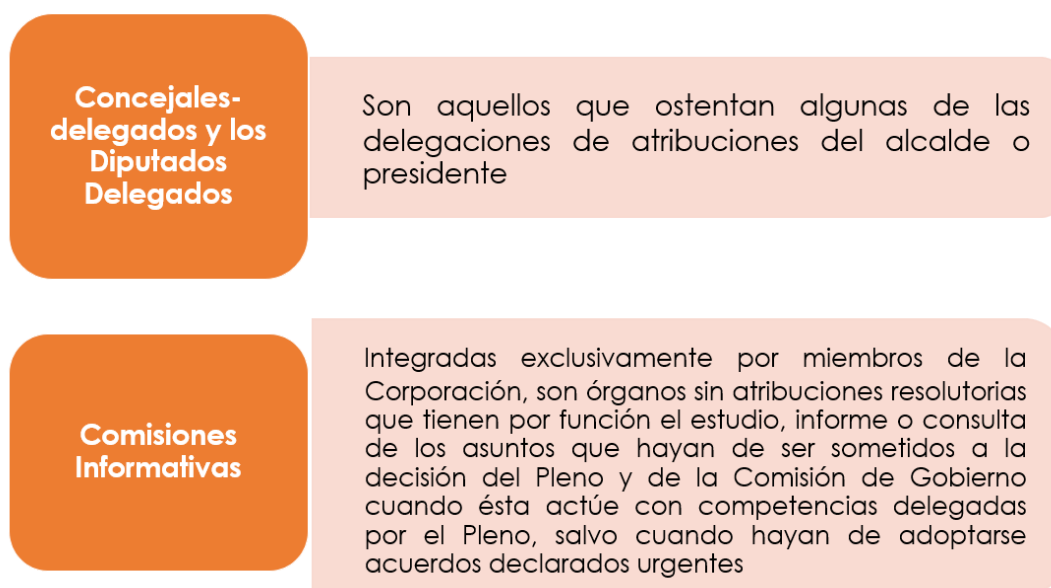 Concejales-
delegados y los
Diputados
Delegados
Son aquellos que ostentan algunas de las
delegaciones de atribuciones del alcalde o
presidente
Comisiones
Informativas
Integradas exclusivamente por miembros de la
Corporación, son órganos sin atribuciones resolutorias
que tienen por función el estudio, informe o consulta
de los asuntos que hayan de ser sometidos a la
decisión del Pleno y de la Comisión de Gobierno
cuando ésta actúe con competencias delegadas
por el Pleno, salvo cuando hayan de adoptarse
acuerdos declarados urgentes